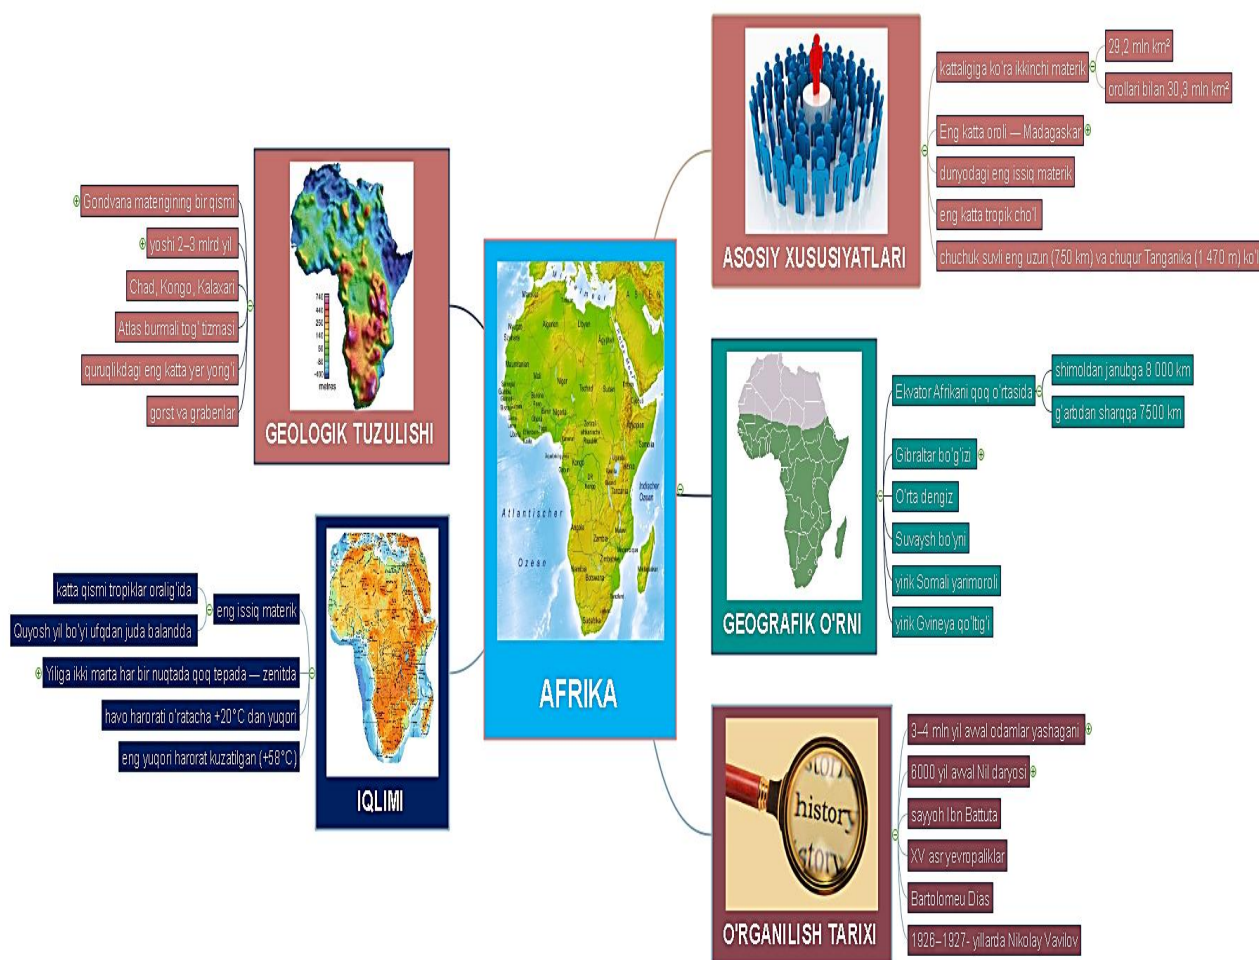 AFRIKA
ASOSIY XUSUSIYATLARI
kattaligiga ko'ra ikkinchi materik
29,2 mln km²
orollari bilan 30,3 mln km²
Eng katta oroli — Madagaskar
dunyodagi eng issiq materik
eng katta tropik cho'l
chuchuk suvli eng uzun (750 km) va chuqur Tanganika (1 470 m) ko'l
GEOGRAFIK O'RNI
Ekvator Afrikani qoq o'rtasida
shimoldan janubga 8 000 km
g'arbdan sharqqa 7500 km
Gibraltar bo'g'izi
O'rta dengiz
Suvaysh bo'yni
yirik Somali yarimoroli
yirik Gvineya qo'ltig'i
O'RGANILISH TARIXI
history
3–4 mln yil avval odamlar yashagani
6000 yil avval Nil daryosi
sayyoh Ibn Battuta
XV asr yevropaliklar
Bartolomeu Dias
1926–1927- yillarda Nikolay Vavilov
GEOLOGIK TUZULISHI
Gondvana materigining bir qismi
yoshi 2–3 mlrd yil
Chad, Kongo, Kalaxari
Atlas burmali tog' tizmasi
quruqlikdagi eng katta yer yorig'i
gorst va grabenlar
metres
IQLIMI
eng issiq materik
katta qismi tropiklar oralig'ida
Quyosh yil bo'yi ufqdan juda balandda
Yiliga ikki marta har bir nuqtada qoq tepada — zenitda
havo harorati o'ratacha +20°C dan yuqori
eng yuqori harorat kuzatilgan (+58°C)
Atlantischer
Ozean
Indischer
Ozean